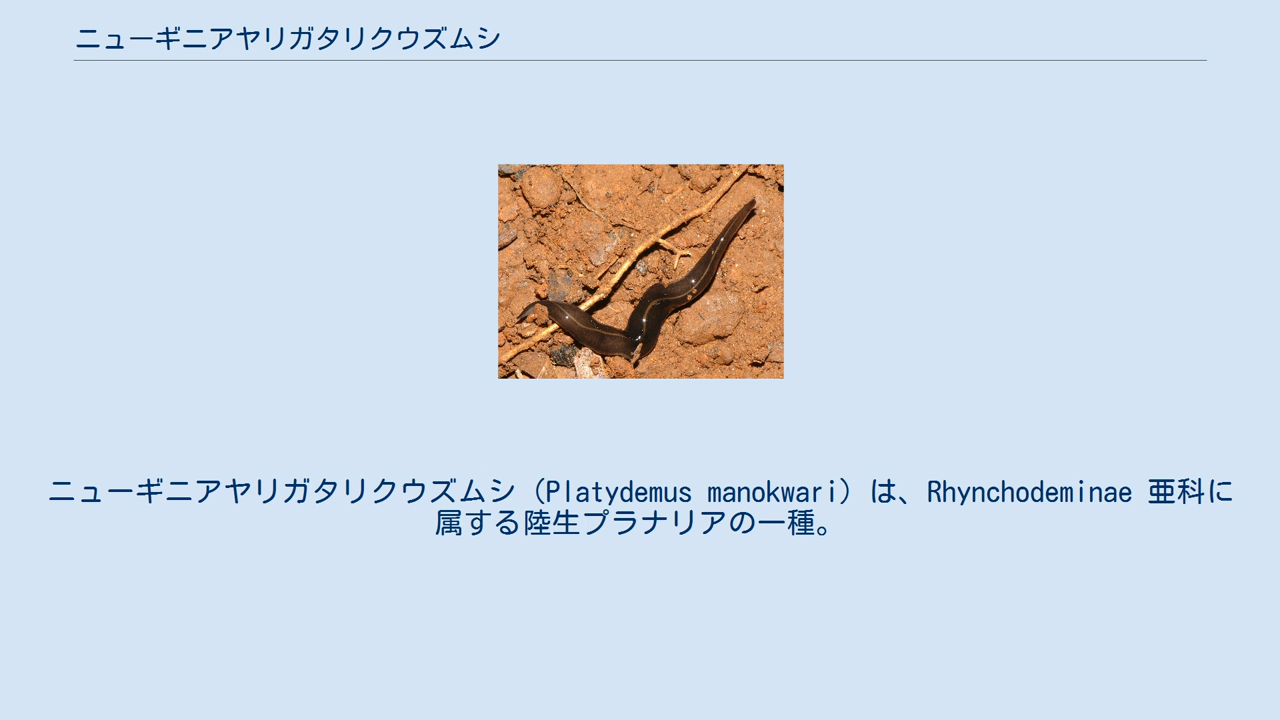 ニューギニアヤリガタリクウズムシ
ニューギニアヤリガタリクウズムシ（Platydemus manokwari）は、Rhynchodeminae 亜科に
属する陸生プラナリアの一種。